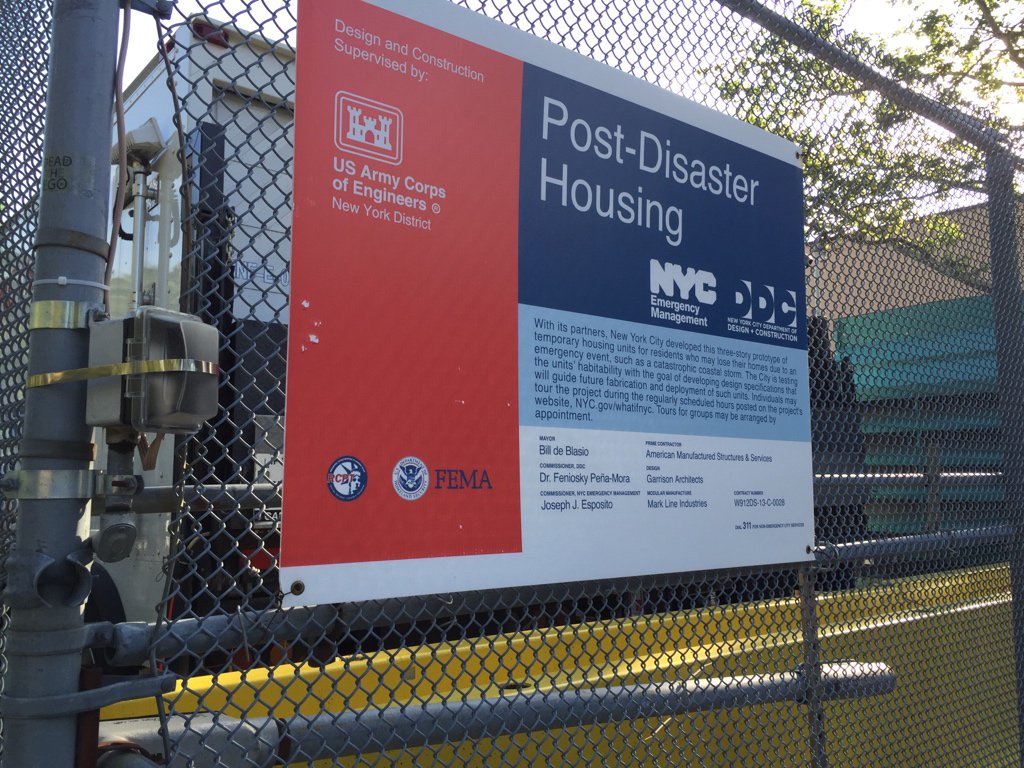 Design and Construction
Supervised by:
US Army Corps
of Engineers ®
New York District
FEMA
Post-Disaster
Housing
NYC
Emergency
Management
DDC
NEW YORK CITY DEPARTMENT OF
DESIGN + CONSTRUCTION
With its partners, New York City developed this three-story prototype of
temporary housing units for residents who may lose their homes due to an
emergency event, such as a catastrophic coastal storm. The City is testing
the units' habitability with the goal of developing design specifications that
will guide future fabrication and deployment of such units. Individuals may
tour the project during the regularly scheduled hours posted on the project's
website, NYC.gov/whatifnyc. Tours for groups may be arranged by
appointment.
MAYOR
Bill de Blasio
COMMISSIONER, DDC
Dr. Feniosky Peña-Mora
COMMISSIONER, NYC EMERGENCY MANAGEMENT
Joseph J. Esposito
PRIME CONTRACTOR
American Manufactured Structures & Services
DESIGN
Garrison Architects
MODULAR MANUFACTURE
Mark Line Industries
CONTRACT NUMBER
W912DS-13-C-0028
DIAL 311 FOR NON-EMERGENCY CITY SERVICES